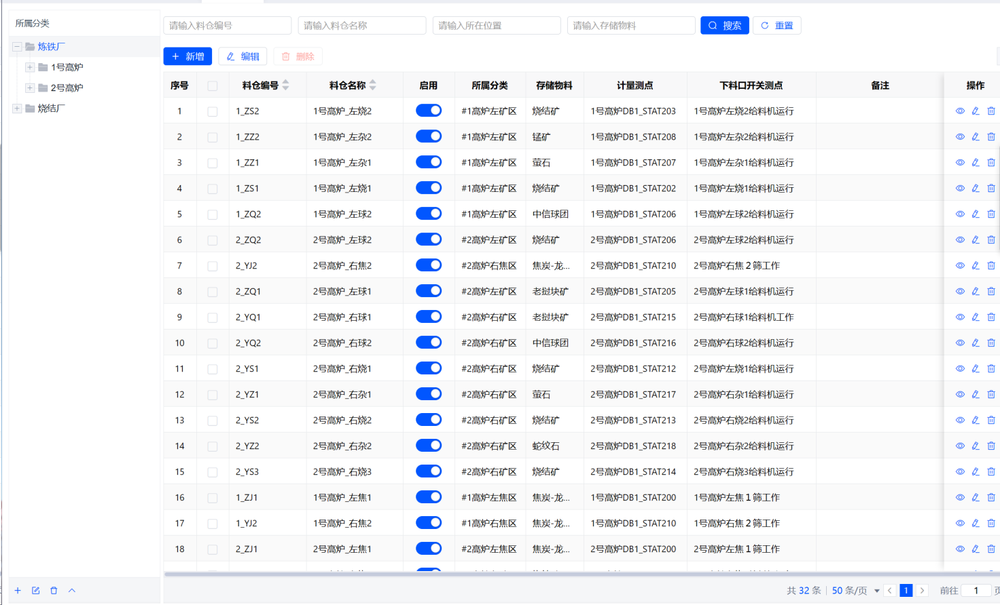 所属分类
炼铁厂
1号高炉
2号高炉
烧结厂
请输入料仓编号 请输入料仓名称 请输入所在位置 请输入存储物料 搜索 重置
新增 编辑 删除
序号 料仓编号 料仓名称 启用 所属分类 存储物料 计量测点 下料口开关测点 备注 操作
1 1_ZS2 1号高炉_左烧2 #1高炉左矿区 烧结矿 1号高炉DB1_STAT203 1号高炉左烧2给料机运行
2 1_ZZ2 1号高炉_左杂2 #1高炉左矿区 锰矿 1号高炉DB1_STAT208 1号高炉左杂2给料机运行
3 1_ZZ1 1号高炉_左杂1 #1高炉左矿区 萤石 1号高炉DB1_STAT207 1号高炉左杂1给料机运行
4 1_ZS1 1号高炉_左烧1 #1高炉左矿区 烧结矿 1号高炉DB1_STAT202 1号高炉左烧1给料机运行
5 1_ZQ2 1号高炉_左球2 #1高炉左矿区 中信球团 1号高炉DB1_STAT206 1号高炉左球2给料机运行
6 2_ZQ2 2号高炉_左球2 #2高炉左矿区 烧结矿 2号高炉DB1_STAT206 2号高炉左球2给料机运行
7 2_YJ2 2号高炉_右焦2 #2高炉右焦区 焦炭-龙... 2号高炉DB1_STAT210 2号高炉右焦２筛工作
8 2_ZQ1 2号高炉_左球1 #2高炉左矿区 老挝块矿 2号高炉DB1_STAT205 2号高炉左球1给料机运行
9 2_YQ1 2号高炉_右球1 #2高炉右矿区 老挝块矿 2号高炉DB1_STAT215 2号高炉右球1给料机工作
10 2_YQ2 2号高炉_右球2 #2高炉右矿区 中信球团 2号高炉DB1_STAT216 2号高炉右球2给料机运行
11 2_YS1 2号高炉_右烧1 #2高炉右矿区 烧结矿 2号高炉DB1_STAT212 2号高炉左烧1给料机运行
12 2_YZ1 2号高炉_右杂1 #2高炉右矿区 萤石 2号高炉DB1_STAT217 2号高炉右杂1给料机运行
13 2_YS2 2号高炉_右烧2 #2高炉右矿区 烧结矿 2号高炉DB1_STAT213 2号高炉右烧2给料机运行
14 2_YZ2 2号高炉_右杂2 #2高炉右矿区 蛇纹石 2号高炉DB1_STAT218 2号高炉右杂2给料机运行
15 2_YS3 2号高炉_右烧3 #2高炉右矿区 烧结矿 2号高炉DB1_STAT214 2号高炉右烧3给料机运行
16 1_ZJ1 1号高炉_左焦1 #1高炉左焦区 焦炭-龙... 1号高炉DB1_STAT200 1号高炉左焦１筛工作
17 1_YJ2 1号高炉_右焦2 #1高炉右焦区 焦炭-龙... 1号高炉DB1_STAT210 1号高炉右焦２筛工作
18 2_ZJ1 2号高炉_左焦1 #2高炉左焦区 焦炭-龙... 2号高炉DB1_STAT200 2号高炉左焦１筛工作
共 32 条 50 条/页 1 前往 1